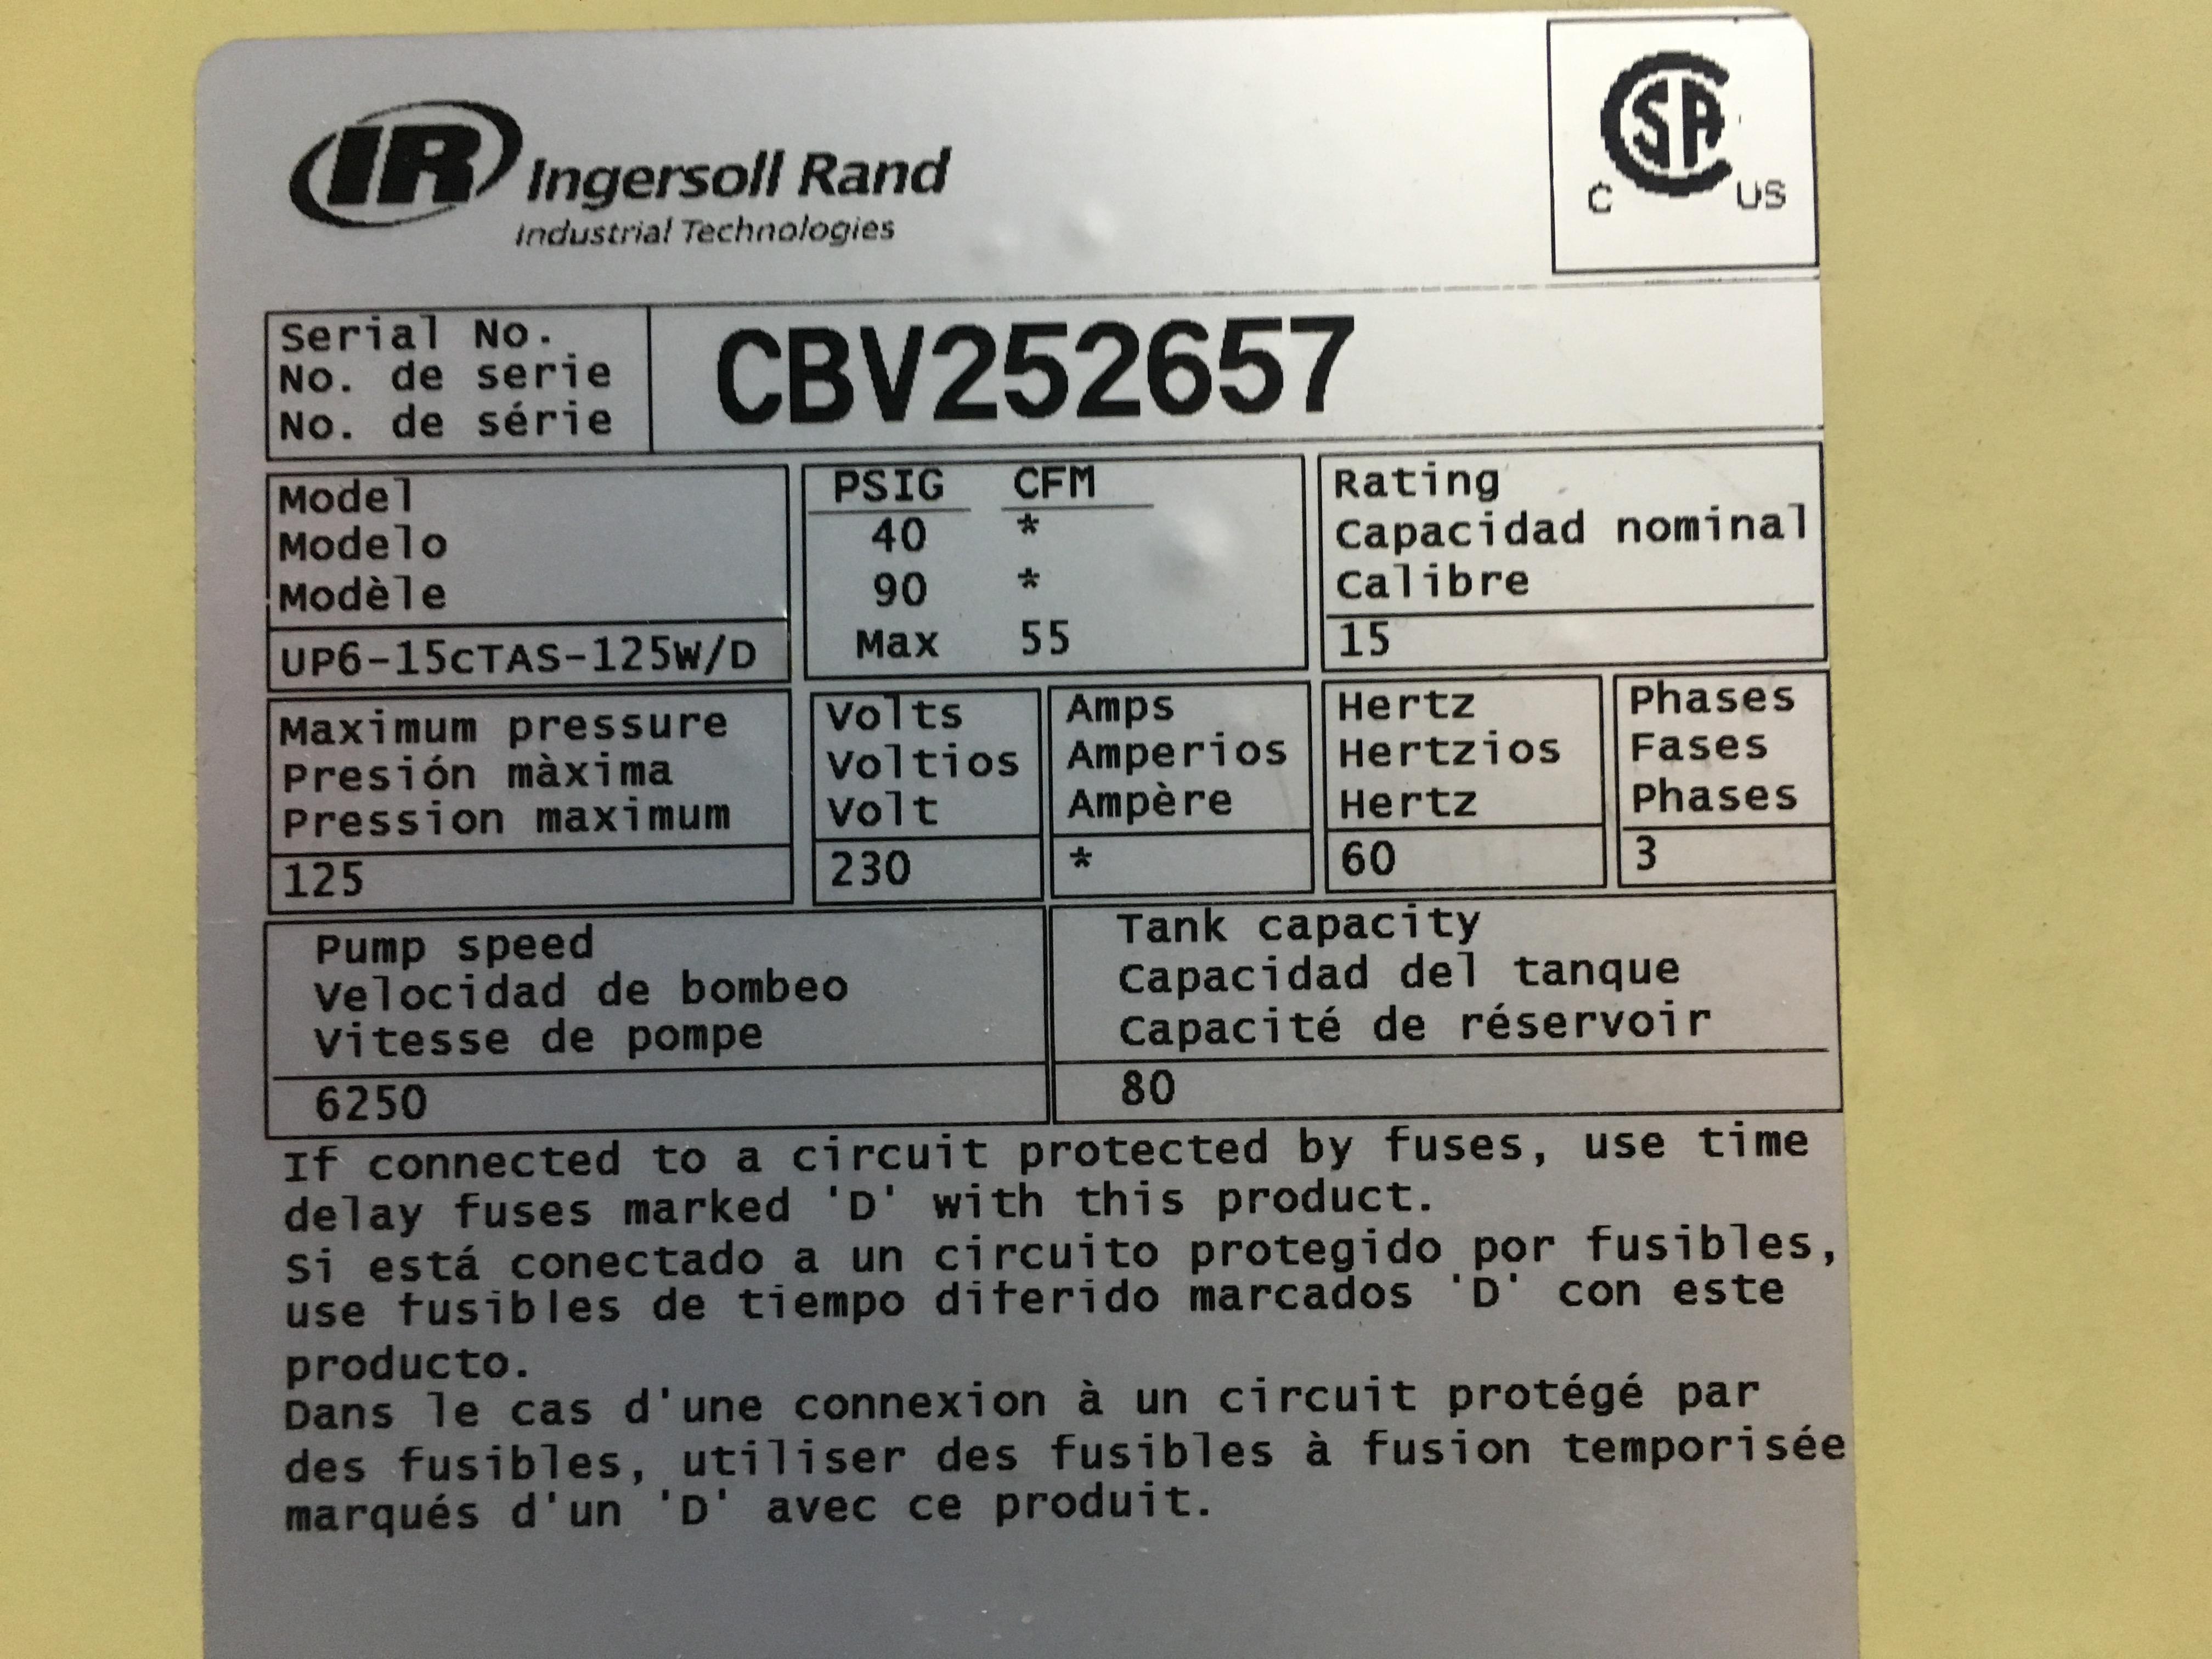 IR Ingersoll Rand
Industrial Technologies
CSA
C US
Serial No.
No. de serie
No. de série
CBV252657
Model
Modelo
Modèle
UP6-15cTAS-125W/D
PSIG CFM
40 *
90 *
Max 55
Rating
Capacidad nominal
Calibre
15
Maximum pressure
Presión màxima
Pression maximum
125
Volts
Voltios
Volt
230
Amps
Amperios
Ampère
*
Hertz
Hertzios
Hertz
60
Phases
Fases
Phases
3
Pump speed
Velocidad de bombeo
Vitesse de pompe
6250
Tank capacity
Capacidad del tanque
Capacité de réservoir
80
If connected to a circuit protected by fuses, use time
delay fuses marked 'D' with this product.
Si está conectado a un circuito protegido por fusibles,
use fusibles de tiempo diferido marcados 'D' con este
producto.
Dans le cas d'une connexion à un circuit protégé par
des fusibles, utiliser des fusibles à fusion temporisée
marqués d'un 'D' avec ce produit.